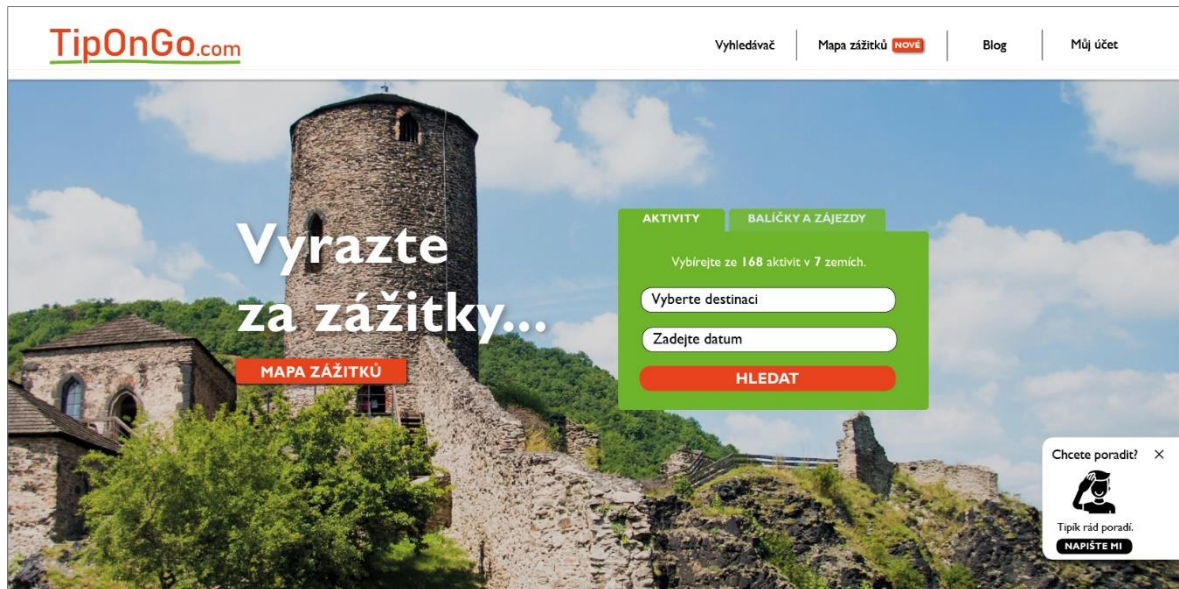 TipOnGo.com
Vyhledávač
Mapa zážitků NOVÉ
Blog
Můj účet
Vyrazte
za zážitky...
MAPA ZÁŽITKŮ
AKTIVITY
BALÍČKY A ZÁJEZDY
Vybírejte ze 168 aktivit v 7 zemích.
Vyberte destinaci
Zadejte datum
HLEDAT
Chcete poradit?
Tipík rád poradí.
NAPIŠTE MI